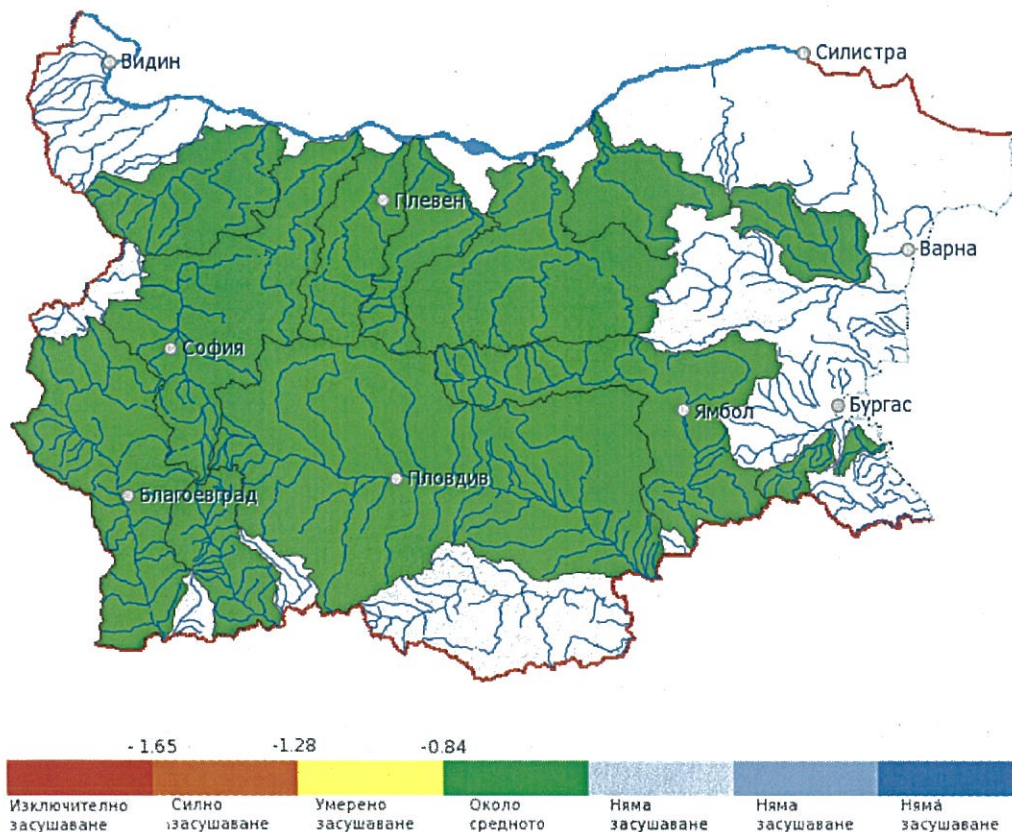 Видин
Силистра
Плевен
Варна
София
Ямбол
Бургас
Пловдив
Благоевград
- 1.65 -1.28 -0.84
Изключително Силно Умерено Около Няма Няма Няма
засушаване засушаване засушаване средното засушаване засушаване засушаване